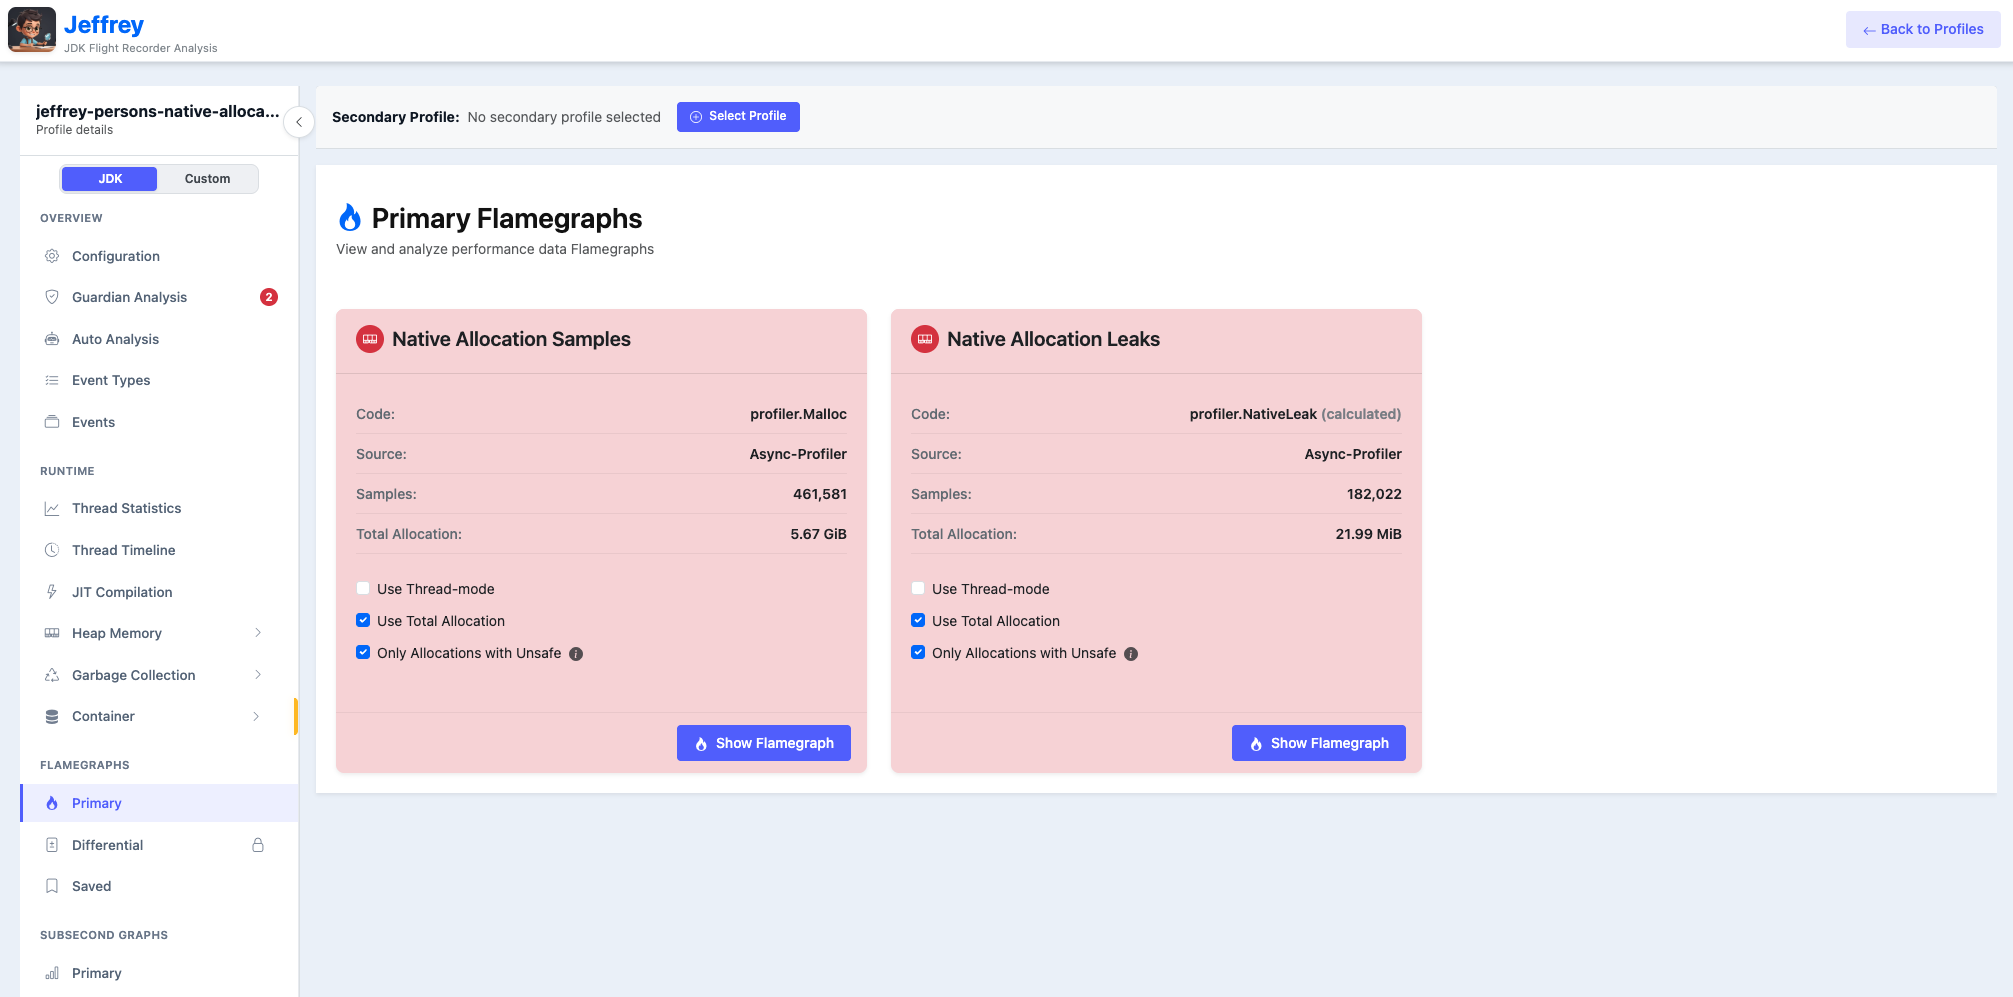 Jeffrey
JDK Flight Recorder Analysis
← Back to Profiles
jeffrey-persons-native-alloca...
Profile details
JDK
Custom
OVERVIEW
Configuration
Guardian Analysis
2
Auto Analysis
Event Types
Events
RUNTIME
Thread Statistics
Thread Timeline
JIT Compilation
Heap Memory
Garbage Collection
Container
FLAMEGRAPHS
Primary
Differential
Saved
SUBSECOND GRAPHS
Primary
Secondary Profile: No secondary profile selected
Select Profile
Primary Flamegraphs
View and analyze performance data Flamegraphs
Native Allocation Samples
Code: profiler.Malloc
Source: Async-Profiler
Samples: 461,581
Total Allocation: 5.67 GiB
Use Thread-mode
Use Total Allocation
Only Allocations with Unsafe
Show Flamegraph
Native Allocation Leaks
Code: profiler.NativeLeak (calculated)
Source: Async-Profiler
Samples: 182,022
Total Allocation: 21.99 MiB
Use Thread-mode
Use Total Allocation
Only Allocations with Unsafe
Show Flamegraph